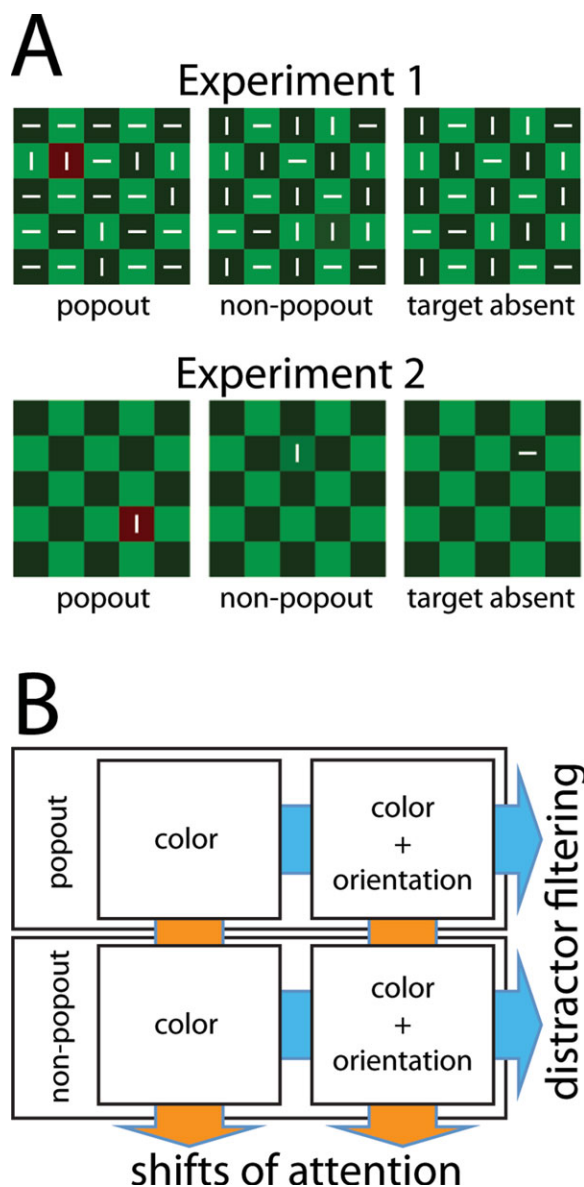 A
Experiment 1
popout
non-popout
target absent
Experiment 2
popout
non-popout
target absent
B
popout
color
color
+
orientation
non-popout
color
color
+
orientation
distractor filtering
shifts of attention